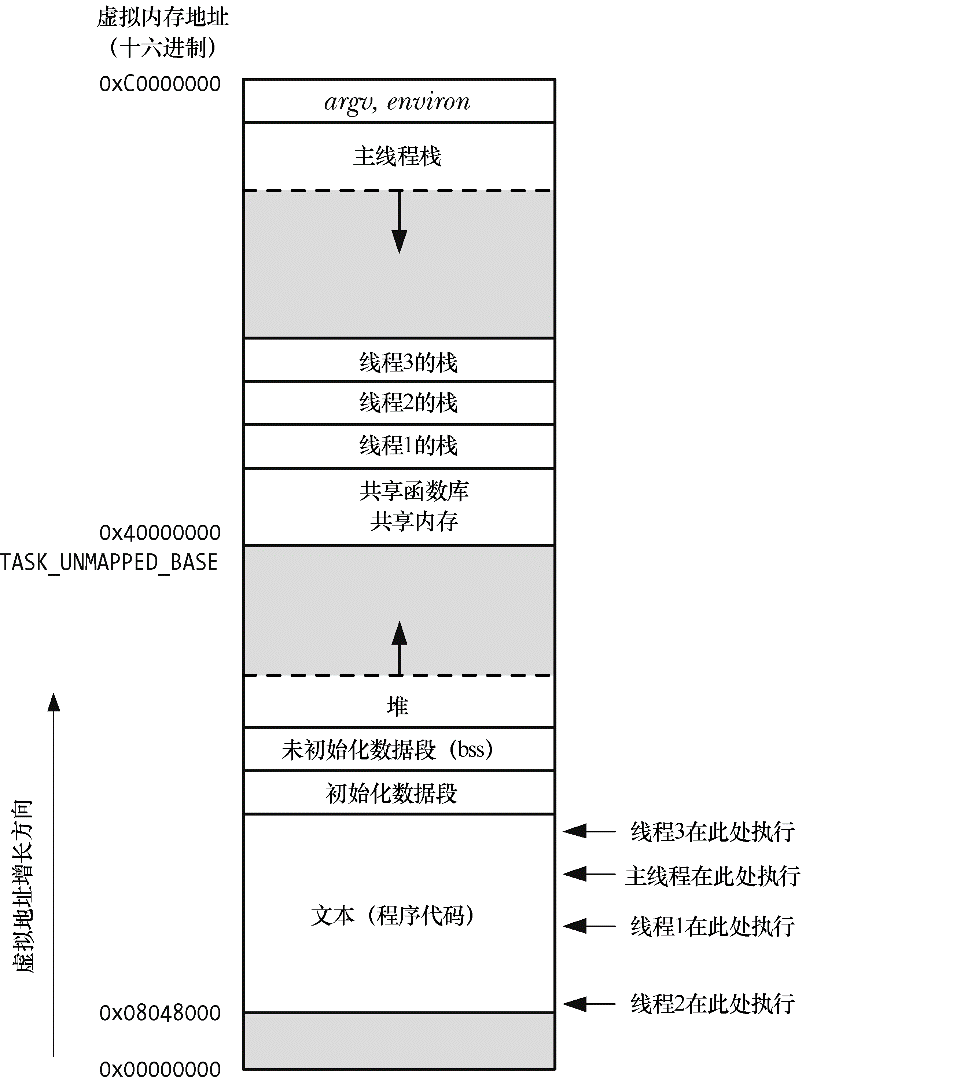 虚拟内存地址
（十六进制）
0xC0000000
argv, environ
主线程栈
线程3的栈
线程2的栈
线程1的栈
共享函数库
共享内存
0x40000000
TASK_UNMAPPED_BASE
堆
未初始化数据段（bss）
初始化数据段
线程3在此处执行
主线程在此处执行
文本（程序代码）
线程1在此处执行
线程2在此处执行
虚拟地址增长方向
0x08048000
0x00000000